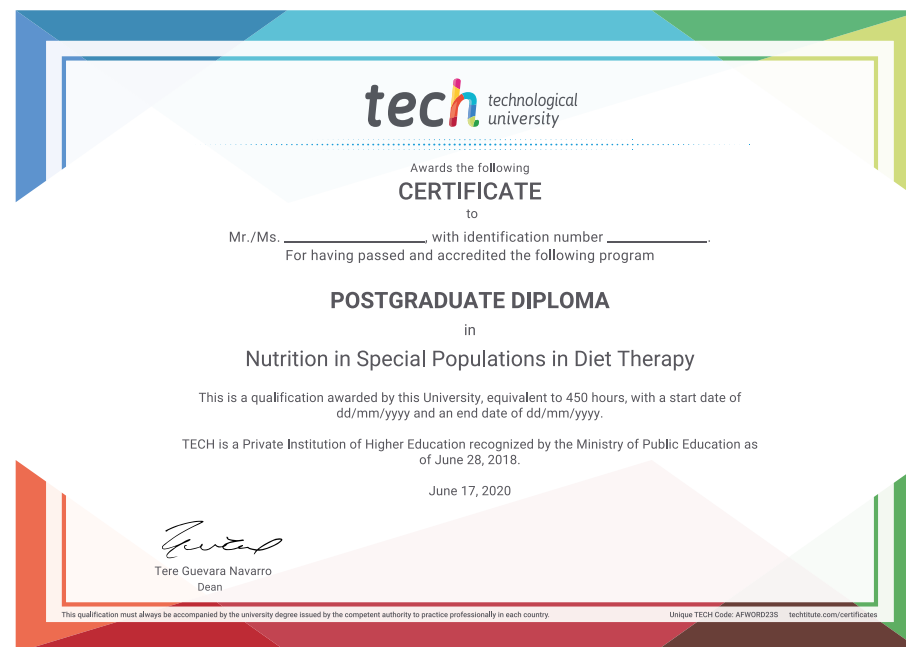 tech technological
university
Awards the following
CERTIFICATE
to
Mr./Ms. ____________________, with identification number ______________.
For having passed and accredited the following program
POSTGRADUATE DIPLOMA
in
Nutrition in Special Populations in Diet Therapy
This is a qualification awarded by this University, equivalent to 450 hours, with a start date of
dd/mm/yyyy and an end date of dd/mm/yyyy.
TECH is a Private Institution of Higher Education recognized by the Ministry of Public Education as
of June 28, 2018.
June 17, 2020
Tere Guevara Navarro
Dean
This qualification must always be accompanied by the university degree issued by the competent authority to practice professionally in each country.
Unique TECH Code: AFWORD23S techtitute.com/certificates